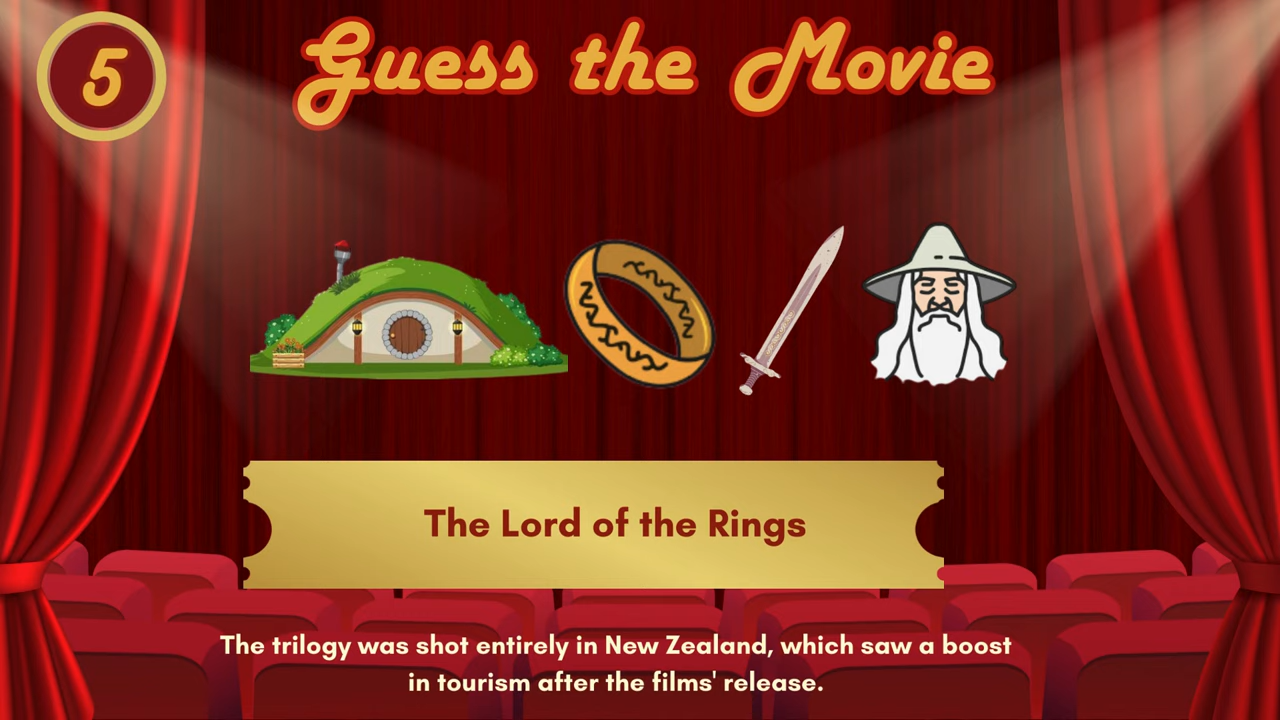 5
Guess the Movie
The Lord of the Rings
The trilogy was shot entirely in New Zealand, which saw a boost
in tourism after the films' release.